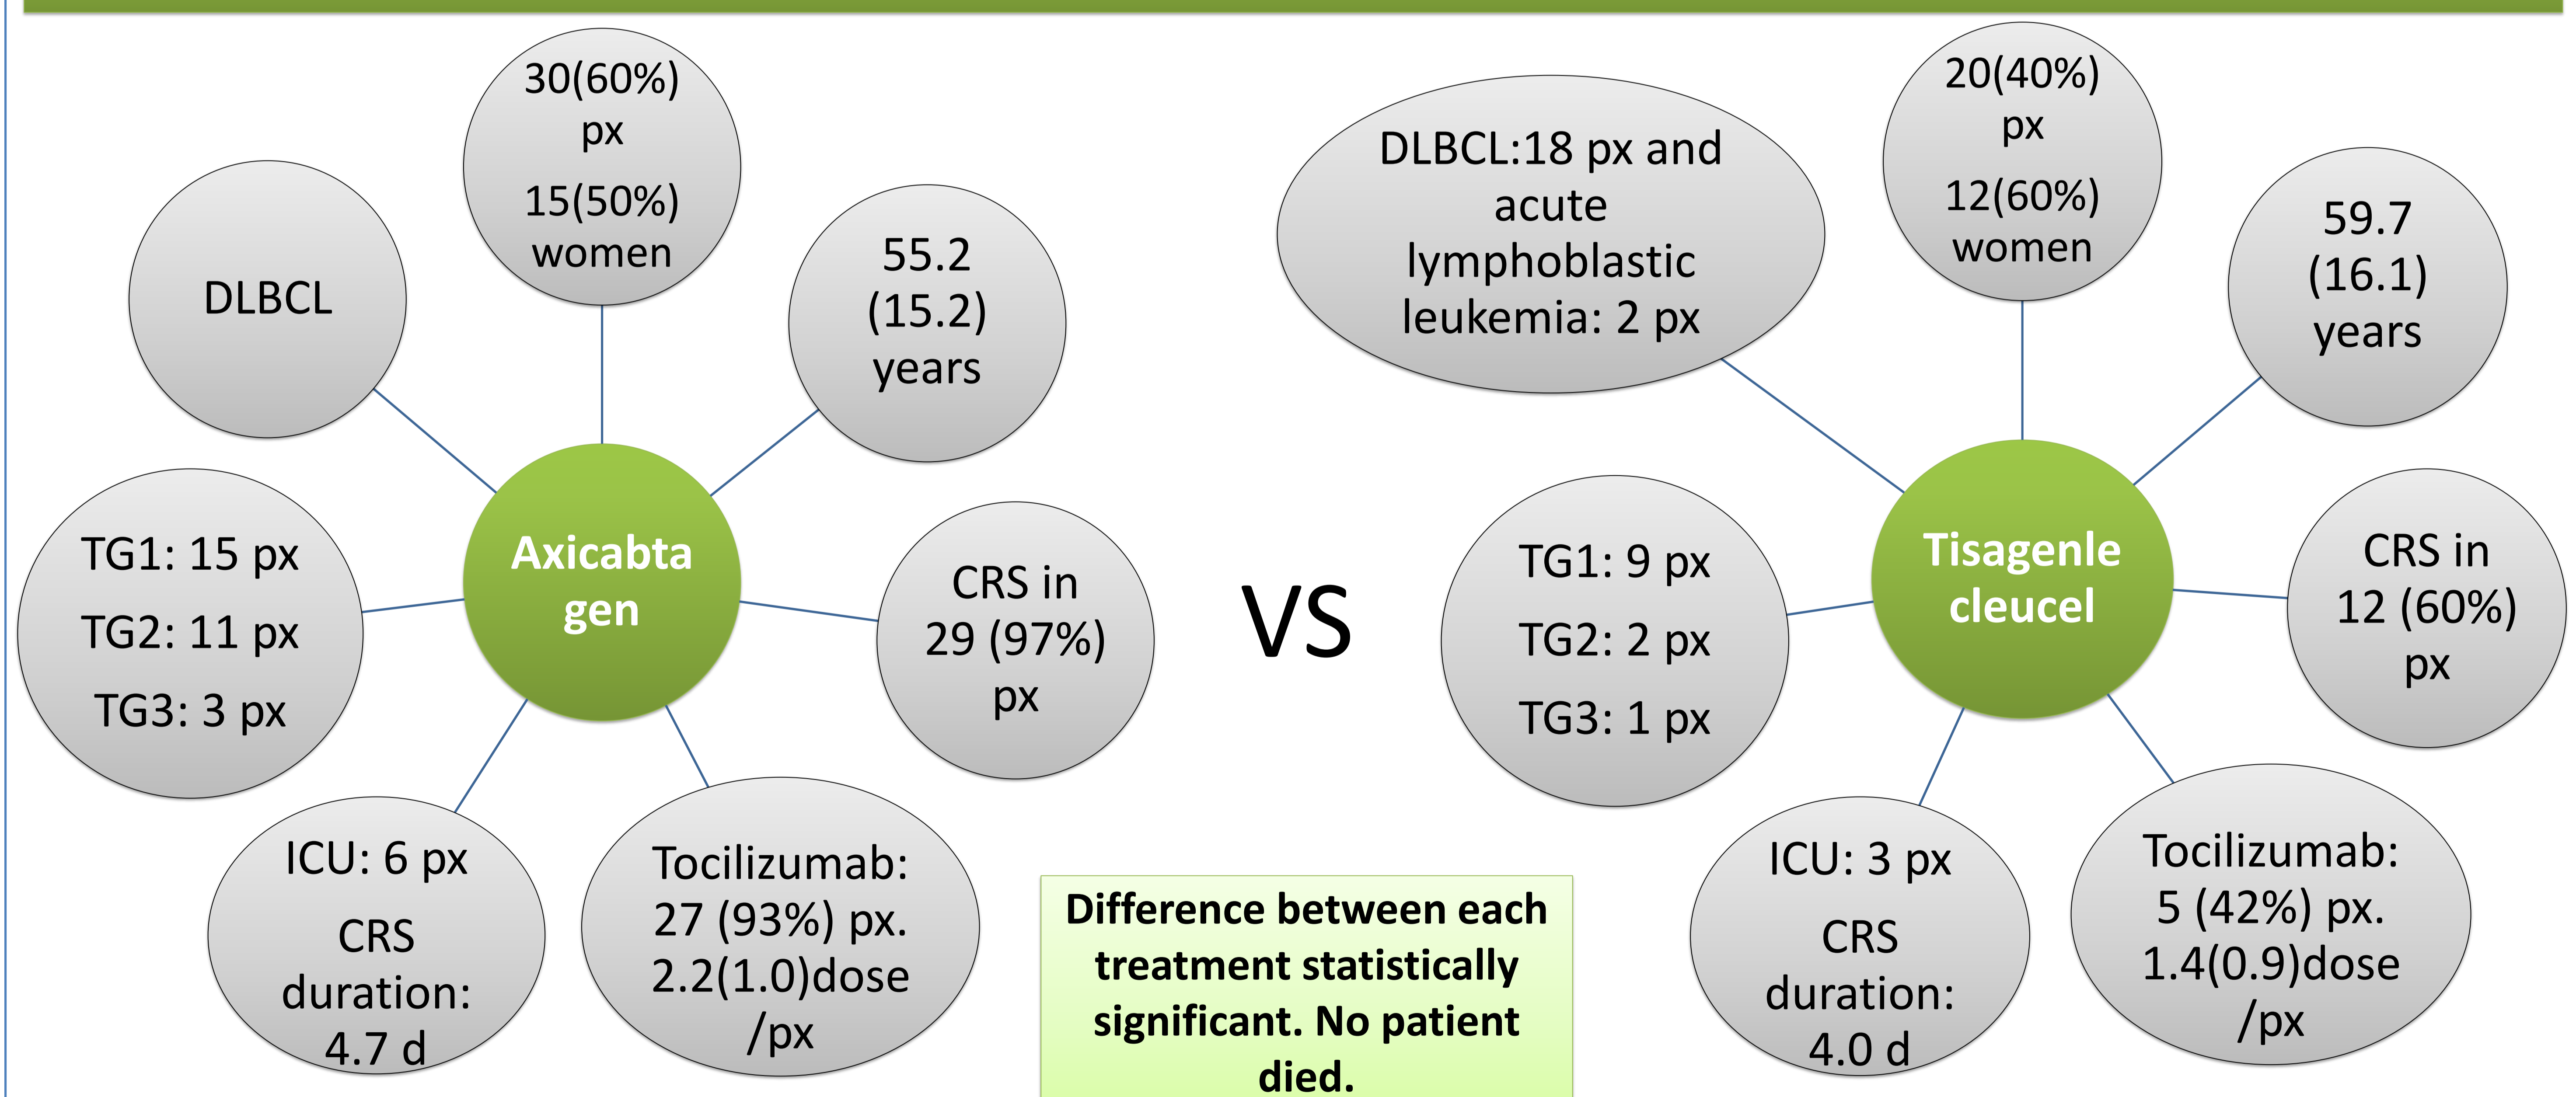 30(60%)
px
15(50%)
women
55.2
(15.2)
years
DLBCL
Axicabta
gen
CRS in
29 (97%)
px
TG1: 15 px
TG2: 11 px
TG3: 3 px
ICU: 6 px
CRS
duration:
4.7 d
Tocilizumab:
27 (93%) px.
2.2(1.0)dose
/px
VS
Difference between each
treatment statistically
significant. No patient
died.
20(40%)
px
12(60%)
women
DLBCL:18 px and
acute
lymphoblastic
leukemia: 2 px
59.7
(16.1)
years
Tisagenle
cleucel
CRS in
12 (60%)
px
TG1: 9 px
TG2: 2 px
TG3: 1 px
ICU: 3 px
CRS
duration:
4.0 d
Tocilizumab:
5 (42%) px.
1.4(0.9)dose
/px